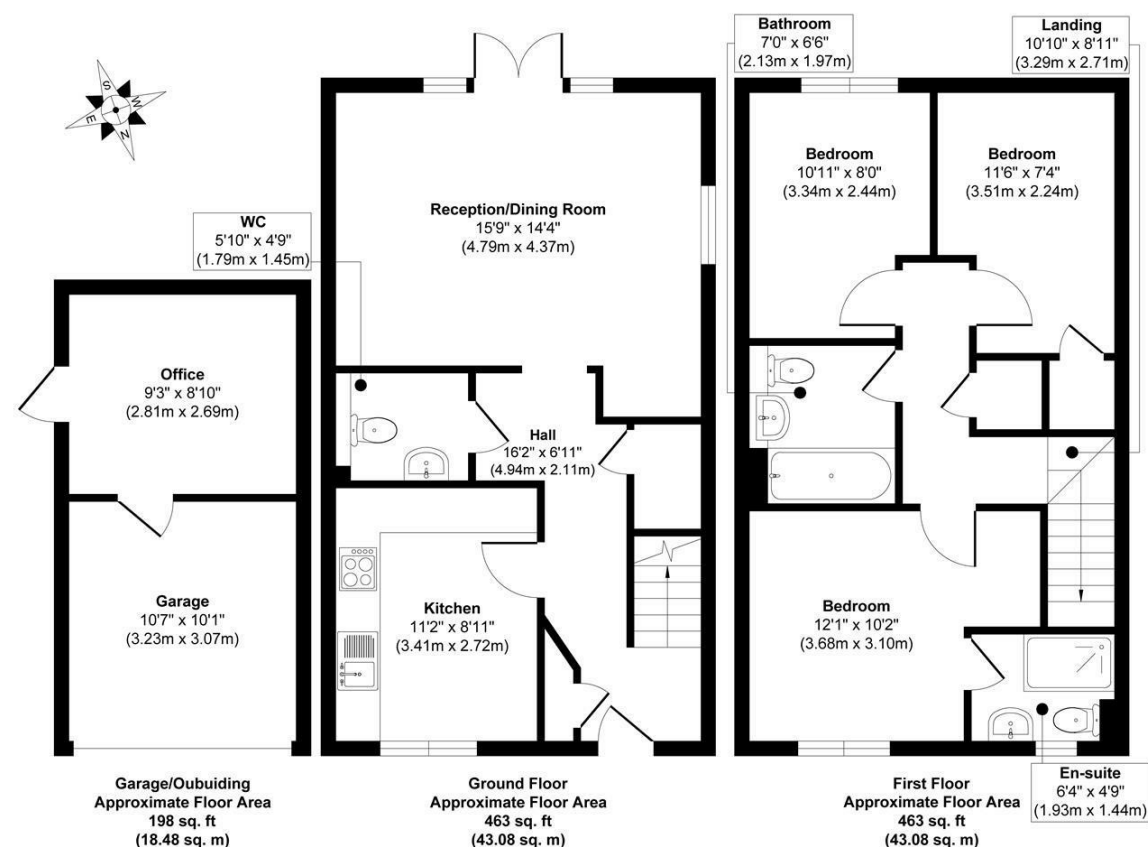 Bathroom
7'0" x 6'6"
(2.13m x 1.97m)
Landing
10'10" x 8'11"
(3.29m x 2.71m)
S
W
E
N
WC
5'10" x 4'9"
(1.79m x 1.45m)
Reception/Dining Room
15'9" x 14'4"
(4.79m x 4.37m)
Bedroom
10'11" x 8'0"
(3.34m x 2.44m)
Bedroom
11'6" x 7'4"
(3.51m x 2.24m)
Office
9'3" x 8'10"
(2.81m x 2.69m)
Hall
16'2" x 6'11"
(4.94m x 2.11m)
Garage
10'7" x 10'1"
(3.23m x 3.07m)
Kitchen
11'2" x 8'11"
(3.41m x 2.72m)
Bedroom
12'1" x 10'2"
(3.68m x 3.10m)
En-suite
6'4" x 4'9"
(1.93m x 1.44m)
Garage/Oubuiding
Approximate Floor Area
198 sq. ft
(18.48 sq. m)
Ground Floor
Approximate Floor Area
463 sq. ft
(43.08 sq. m)
First Floor
Approximate Floor Area
463 sq. ft
(43.08 sq. m)